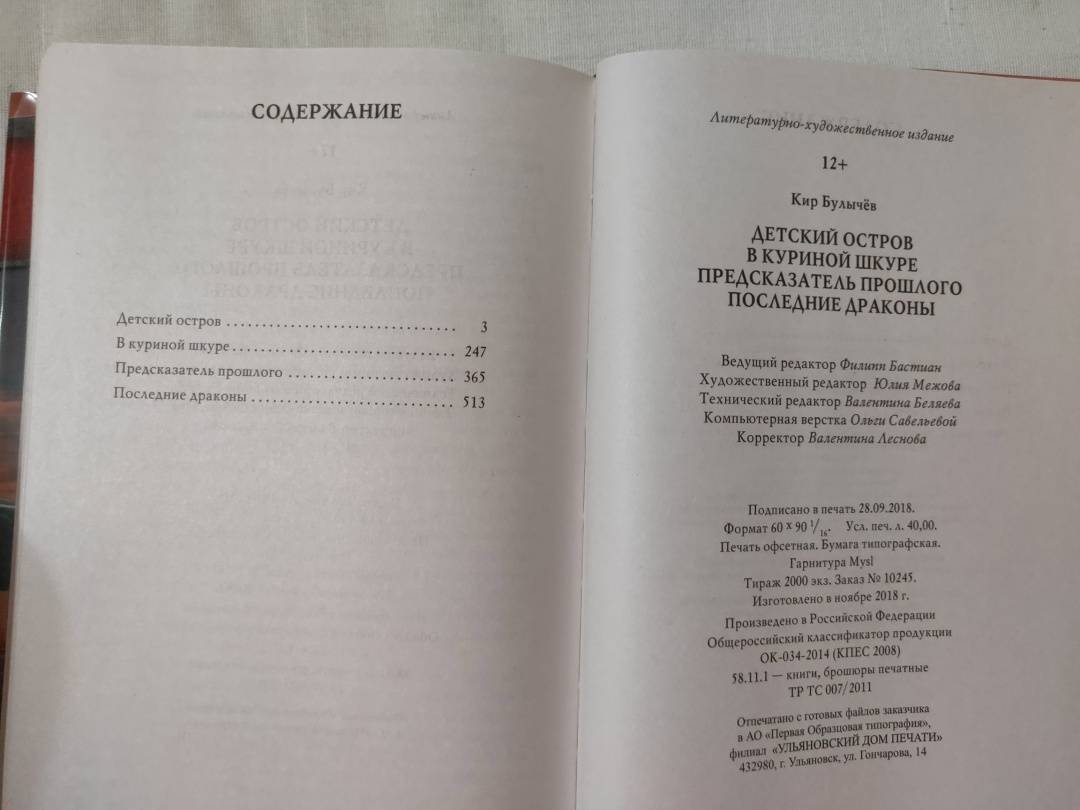 СОДЕРЖАНИЕ
Детский остров . . . . . . . . . . . . . . . . . . . . . . . . . . . . . . . . 3
В куриной шкуре . . . . . . . . . . . . . . . . . . . . . . . . . . . . . . . 247
Предсказатель прошлого . . . . . . . . . . . . . . . . . . . . . . . 365
Последние драконы . . . . . . . . . . . . . . . . . . . . . . . . . . . . 513
Литературно-художественное издание
12+
Кир Булычёв
ДЕТСКИЙ ОСТРОВ
В КУРИНОЙ ШКУРЕ
ПРЕДСКАЗАТЕЛЬ ПРОШЛОГО
ПОСЛЕДНИЕ ДРАКОНЫ
Ведущий редактор Филипп Бастиан
Художественный редактор Юлия Межова
Технический редактор Валентина Беляева
Компьютерная верстка Ольги Савельевой
Корректор Валентина Леснова
Подписано в печать 28.09.2018.
Формат 60 x 90 1/16. Усл. печ. л. 40,00.
Печать офсетная. Бумага типографская.
Гарнитура Mysl
Тираж 2000 экз. Заказ № 10245.
Изготовлено в ноябре 2018 г.
Произведено в Российской Федерации
Общероссийский классификатор продукции
ОК-034-2014 (КПЕС 2008)
58.11.1 — книги, брошюры печатные
ТР ТС 007/2011
Отпечатано с готовых файлов заказчика
в АО «Первая Образцовая типография»,
филиал «УЛЬЯНОВСКИЙ ДОМ ПЕЧАТИ»
432980, г. Ульяновск, ул. Гончарова, 14